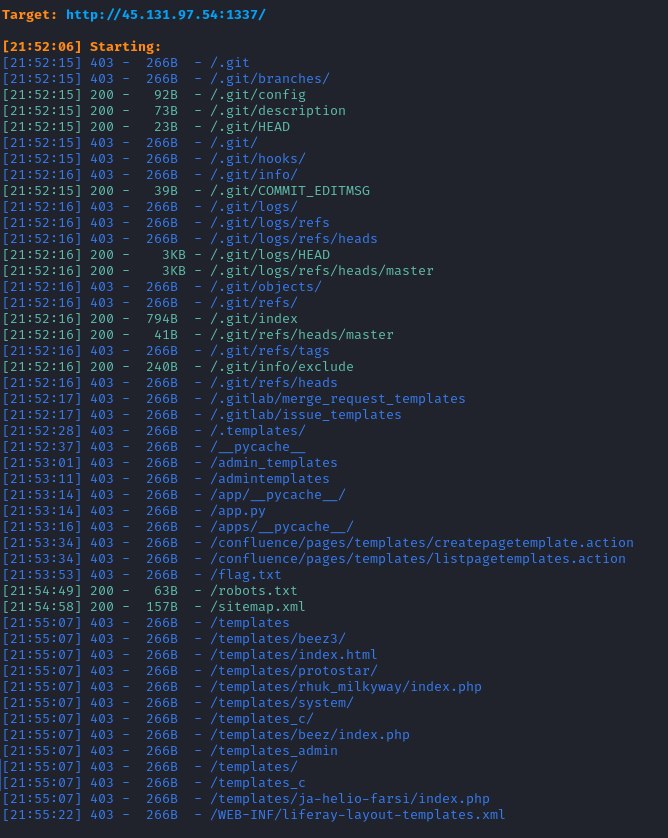 Target: http://45.131.97.54:1337/
[21:52:06] Starting:
[21:52:15] 403 - 266B - /.git
[21:52:15] 403 - 266B - /.git/branches/
[21:52:15] 200 - 92B - /.git/config
[21:52:15] 200 - 73B - /.git/description
[21:52:15] 200 - 23B - /.git/HEAD
[21:52:15] 403 - 266B - /.git/
[21:52:15] 403 - 266B - /.git/hooks/
[21:52:15] 403 - 266B - /.git/info/
[21:52:15] 200 - 39B - /.git/COMMIT_EDITMSG
[21:52:16] 403 - 266B - /.git/logs/
[21:52:16] 403 - 266B - /.git/logs/refs
[21:52:16] 403 - 266B - /.git/logs/refs/heads
[21:52:16] 200 - 3KB - /.git/logs/HEAD
[21:52:16] 200 - 3KB - /.git/logs/refs/heads/master
[21:52:16] 403 - 266B - /.git/objects/
[21:52:16] 403 - 266B - /.git/refs/
[21:52:16] 200 - 794B - /.git/index
[21:52:16] 200 - 41B - /.git/refs/heads/master
[21:52:16] 403 - 266B - /.git/refs/tags
[21:52:16] 200 - 240B - /.git/info/exclude
[21:52:16] 403 - 266B - /.git/refs/heads
[21:52:17] 403 - 266B - /.gitlab/merge_request_templates
[21:52:17] 403 - 266B - /.gitlab/issue_templates
[21:52:28] 403 - 266B - /.templates/
[21:52:37] 403 - 266B - /__pycache__
[21:53:01] 403 - 266B - /admin_templates
[21:53:11] 403 - 266B - /admintemplates
[21:53:14] 403 - 266B - /app/__pycache__/
[21:53:14] 403 - 266B - /app.py
[21:53:16] 403 - 266B - /apps/__pycache__/
[21:53:34] 403 - 266B - /confluence/pages/templates/createpagetemplate.action
[21:53:34] 403 - 266B - /confluence/pages/templates/listpagetemplates.action
[21:53:53] 403 - 266B - /flag.txt
[21:54:49] 200 - 63B - /robots.txt
[21:54:58] 200 - 157B - /sitemap.xml
[21:55:07] 403 - 266B - /templates
[21:55:07] 403 - 266B - /templates/beez3/
[21:55:07] 403 - 266B - /templates/index.html
[21:55:07] 403 - 266B - /templates/protostar/
[21:55:07] 403 - 266B - /templates/rhuk_milkyway/index.php
[21:55:07] 403 - 266B - /templates/system/
[21:55:07] 403 - 266B - /templates_c/
[21:55:07] 403 - 266B - /templates/beez/index.php
[21:55:07] 403 - 266B - /templates_admin
[21:55:07] 403 - 266B - /templates/
[21:55:07] 403 - 266B - /templates_c
[21:55:07] 403 - 266B - /templates/ja-helio-farsi/index.php
[21:55:22] 403 - 266B - /WEB-INF/liferay-layout-templates.xml